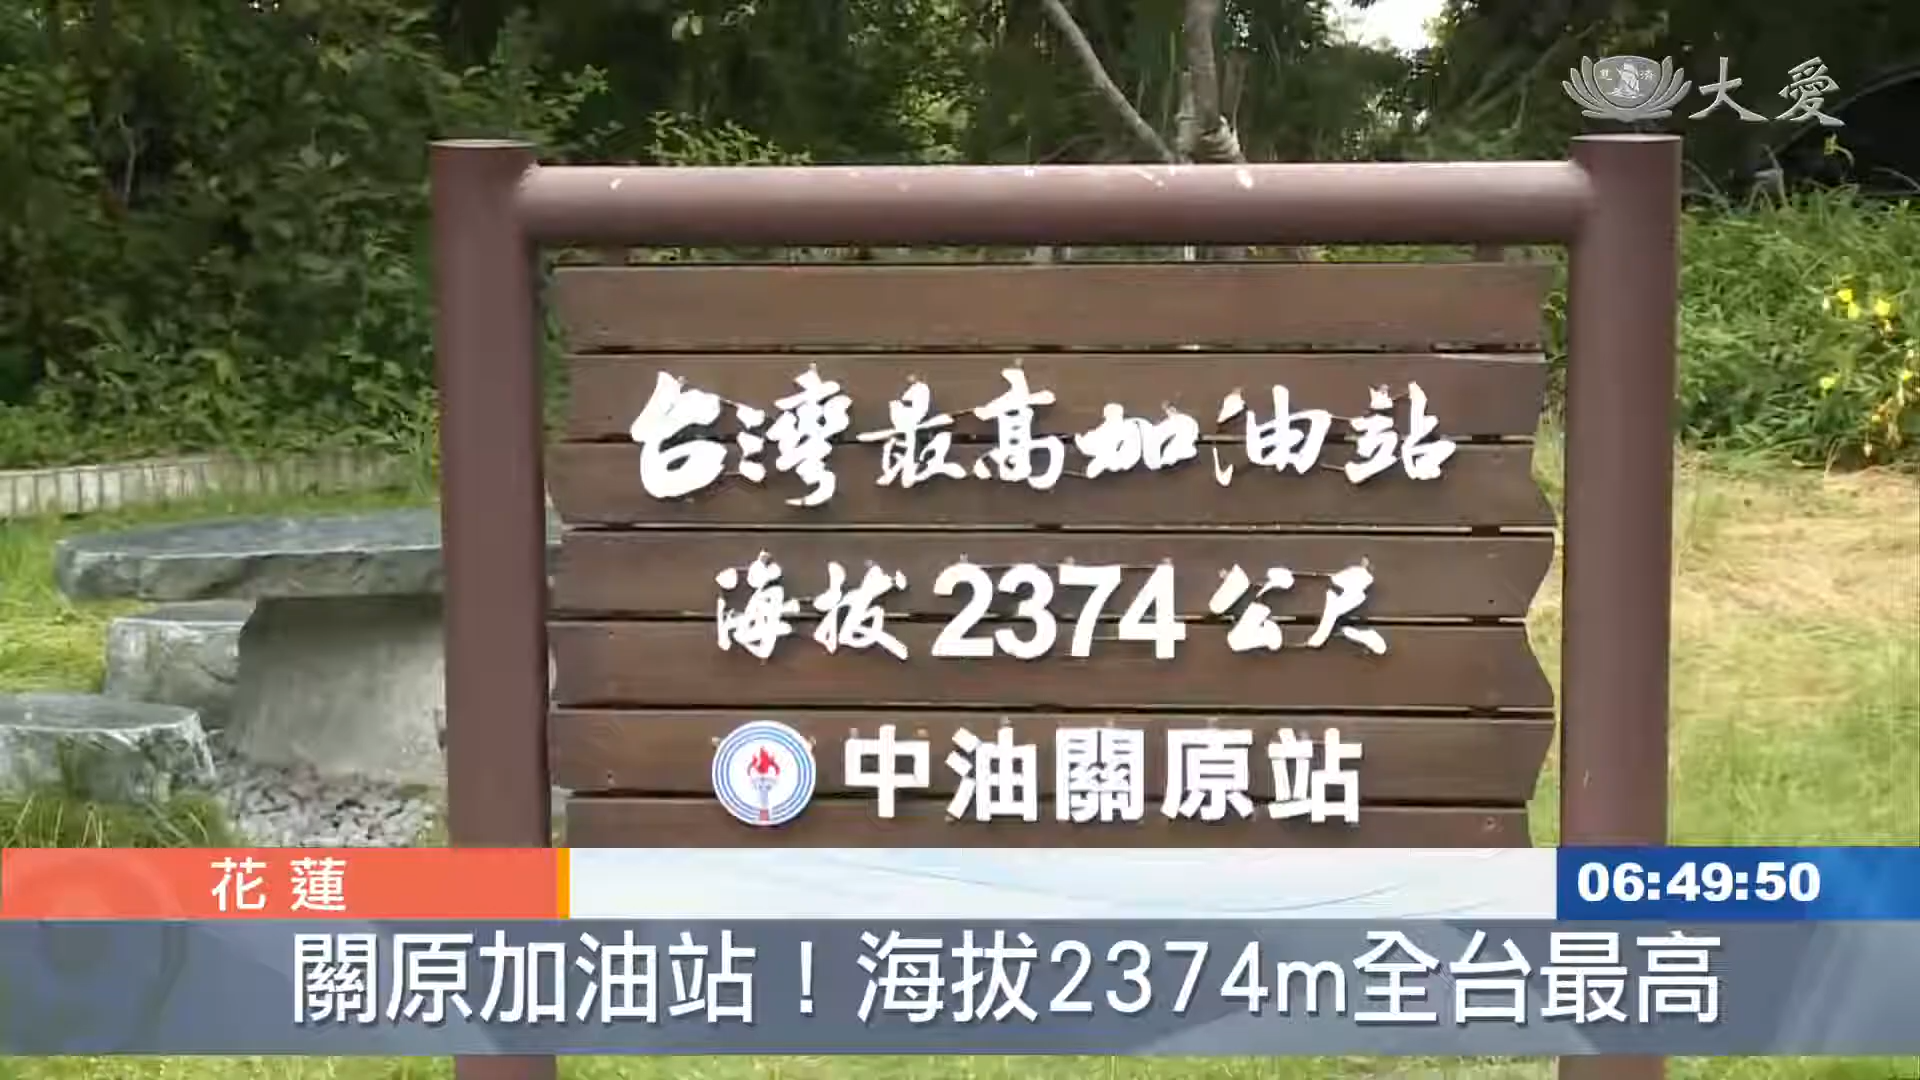 大愛
台灣最高加油站
海拔2374公尺
中油關原站
花蓮
06:49:50
關原加油站！海拔2374m全台最高